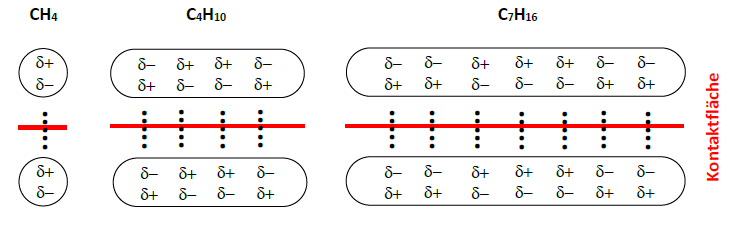 CH₄ C₄H₁₀ C₇H₁₆
δ+ δ– δ+ δ+ δ– δ– δ– δ+ δ+ δ+ δ– δ–
δ– δ+ δ– δ– δ+ δ+ δ+ δ– δ– δ– δ+ δ+
Kontaktfläche
δ+ δ– δ+ δ+ δ– δ– δ– δ+ δ+ δ+ δ– δ–
δ– δ+ δ– δ– δ+ δ+ δ+ δ– δ– δ– δ+ δ+